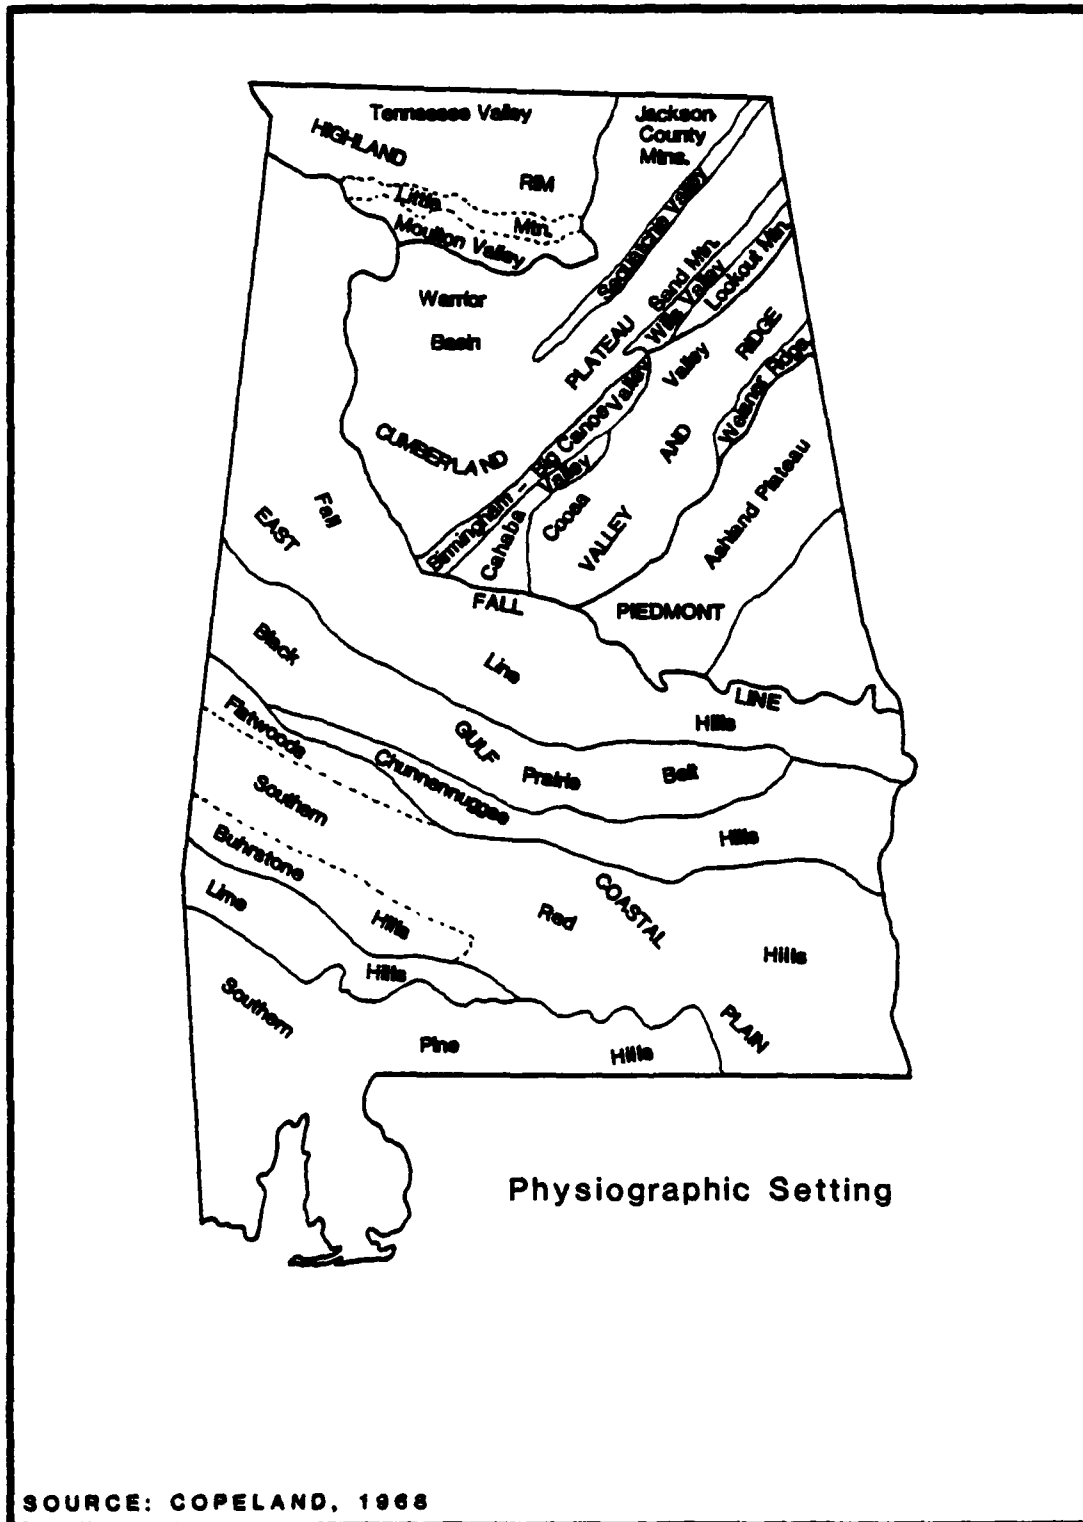 Tennessee Valley
HIGHLAND
RIM
Jackson
County
Mtns.
Little
Mtn.
Moulton Valley
Sequatchie Valley
Sand Mtn.
Wills Valley
Lookout Mtn.
Warrior
Basin
PLATEAU
CUMBERLAND
Valley
RIDGE
Weisner Ridge
AND
Birmingham - Big Canoe Valley
Cahaba
Valley
Coosa
VALLEY
Ashland Plateau
Fall
EAST
FALL
PIEDMONT
Line
LINE
Hills
Black
GULF
Prairie
Belt
Flatwoods
Chunnennuggee
Hills
Southern
Red
COASTAL
Hills
Buhrstone
Hills
Lime
Hills
Southern
Pine
Hills
PLAIN
Physiographic Setting
SOURCE: COPELAND, 1968